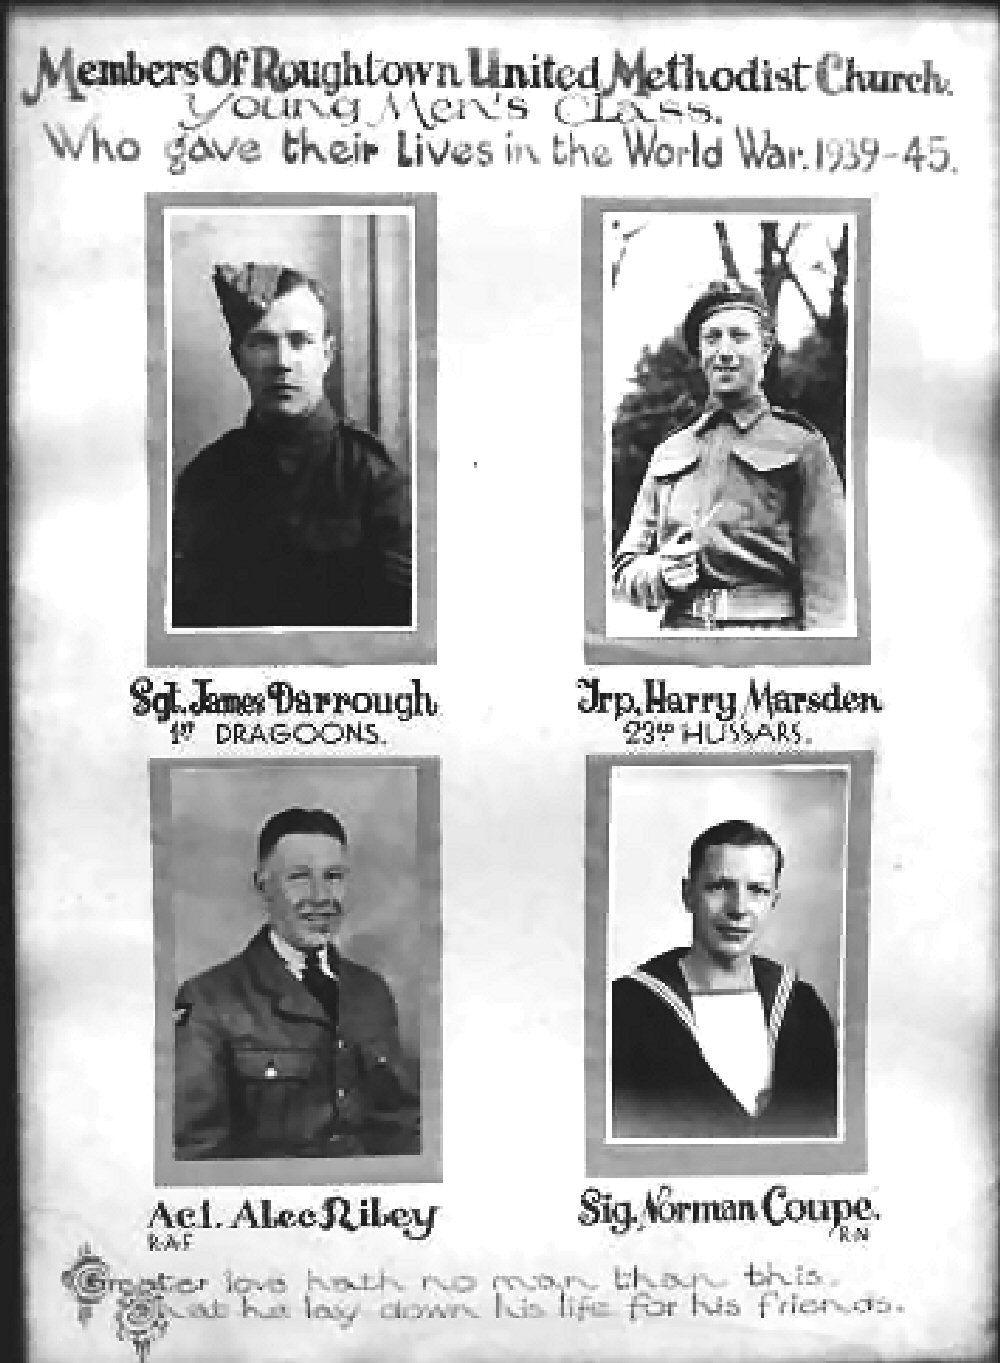 Members Of Roughtown United Methodist Church.
Young Men's Class.
Who gave their Lives in the World War. 1939-45.
Sgt. James Darrough
1ST DRAGOONS.
Trp. Harry Marsden
23RD HUSSARS.
Ac1. Alec Riley
R.A.F
Sig. Norman Coupe.
R.N
Greater love hath no man than this.
That he lay down his life for his friends.